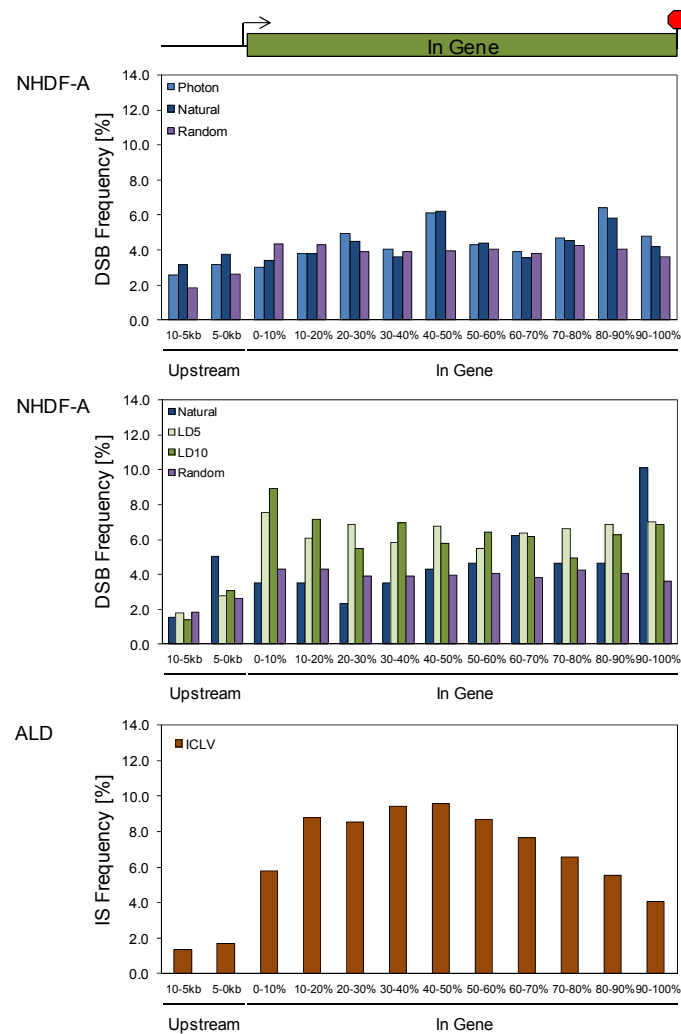 In Gene
NHDF-A
DSB Frequency [%]
14.0
12.0
10.0
8.0
6.0
4.0
2.0
0.0
Photon
Natural
Random
10-5kb 5-0kb 0-10% 10-20% 20-30% 30-40% 40-50% 50-60% 60-70% 70-80% 80-90% 90-100%
Upstream In Gene
NHDF-A
DSB Frequency [%]
14.0
12.0
10.0
8.0
6.0
4.0
2.0
0.0
Natural
LD5
LD10
Random
10-5kb 5-0kb 0-10% 10-20% 20-30% 30-40% 40-50% 50-60% 60-70% 70-80% 80-90% 90-100%
Upstream In Gene
ALD
IS Frequency [%]
14.0
12.0
10.0
8.0
6.0
4.0
2.0
0.0
ICLV
10-5kb 5-0kb 0-10% 10-20% 20-30% 30-40% 40-50% 50-60% 60-70% 70-80% 80-90% 90-100%
Upstream In Gene